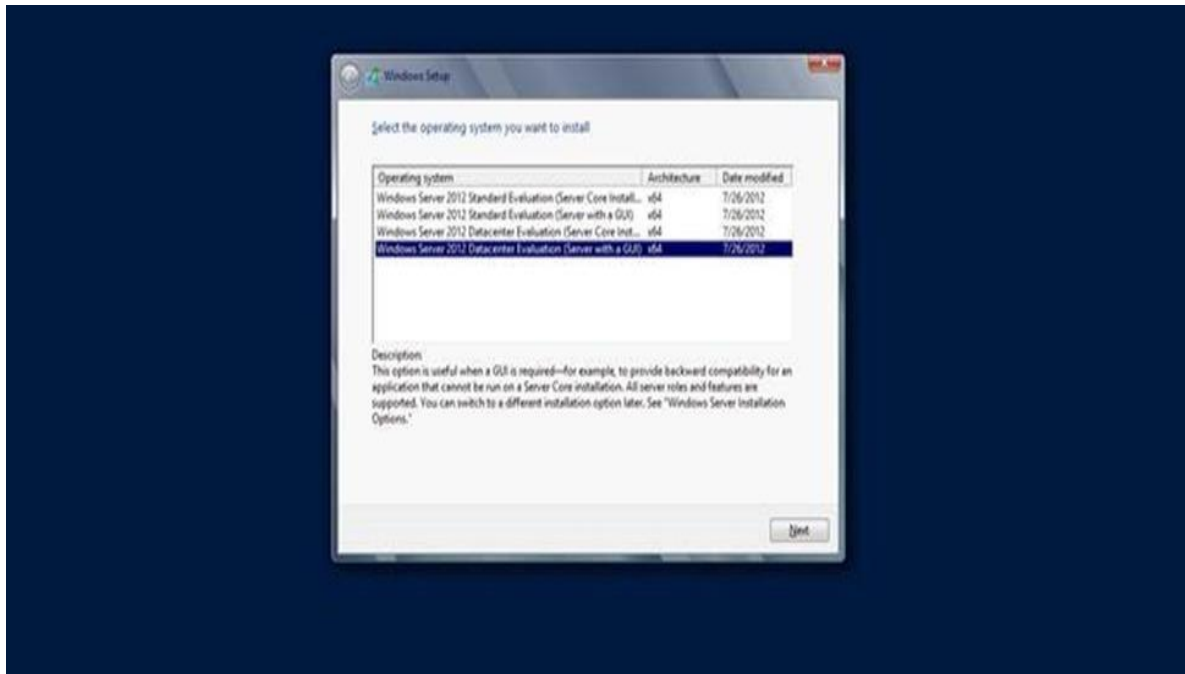 Windows Setup
Select the operating system you want to install
Operating system Architecture Date modified
Windows Server 2012 Standard Evaluation (Server Core Install... x64 7/26/2012
Windows Server 2012 Standard Evaluation (Server with a GUI) x64 7/26/2012
Windows Server 2012 Datacenter Evaluation (Server Core Inst... x64 7/26/2012
Windows Server 2012 Datacenter Evaluation (Server with a GUI) x64 7/26/2012
Description:
This option is useful when a GUI is required—for example, to provide backward compatibility for an
application that cannot be run on a Server Core installation. All server roles and features are
supported. You can switch to a different installation option later. See "Windows Server Installation
Options."
Next